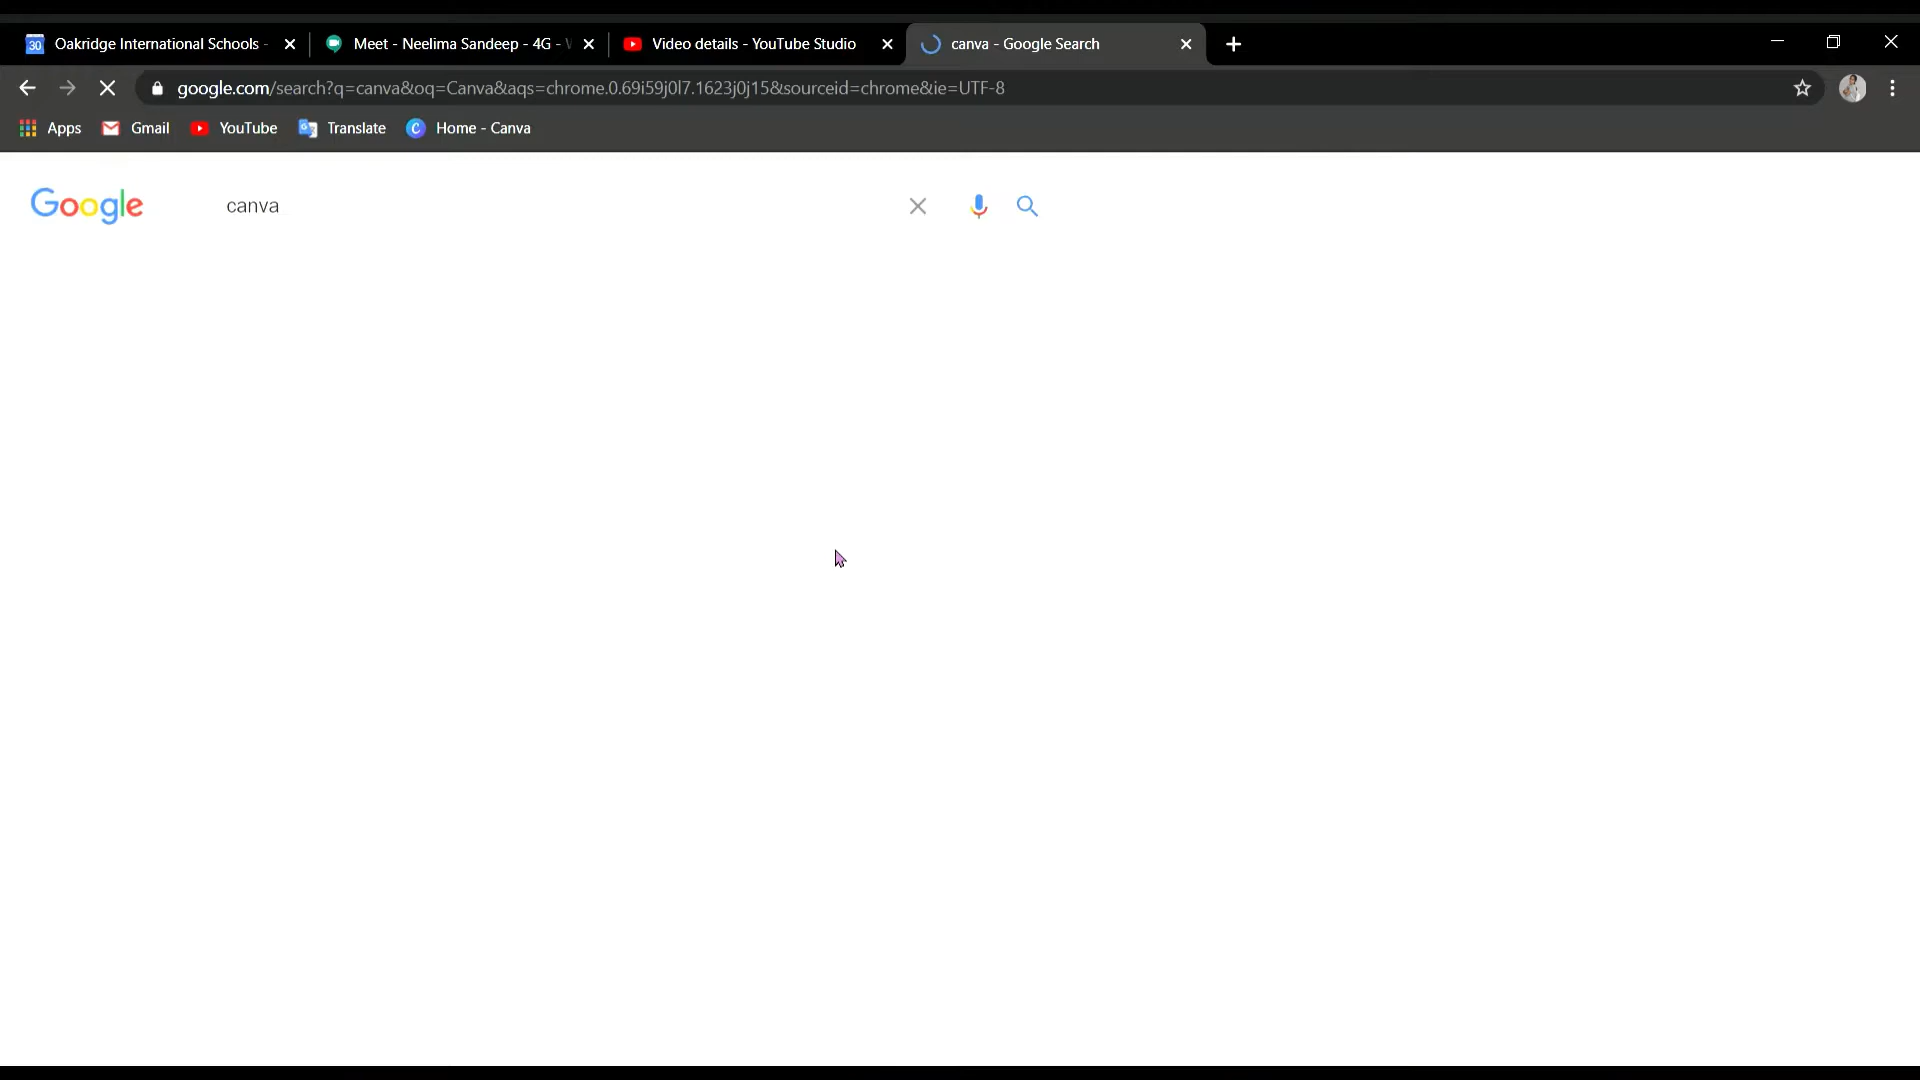 30 Oakridge International Schools -
Meet - Neelima Sandeep - 4G -
Video details - YouTube Studio
canva - Google Search
google.com/search?q=canva&oq=Canva&aqs=chrome.0.69i59j0l7.1623j0j15&sourceid=chrome&ie=UTF-8
Apps Gmail YouTube Translate Home - Canva
Google canva